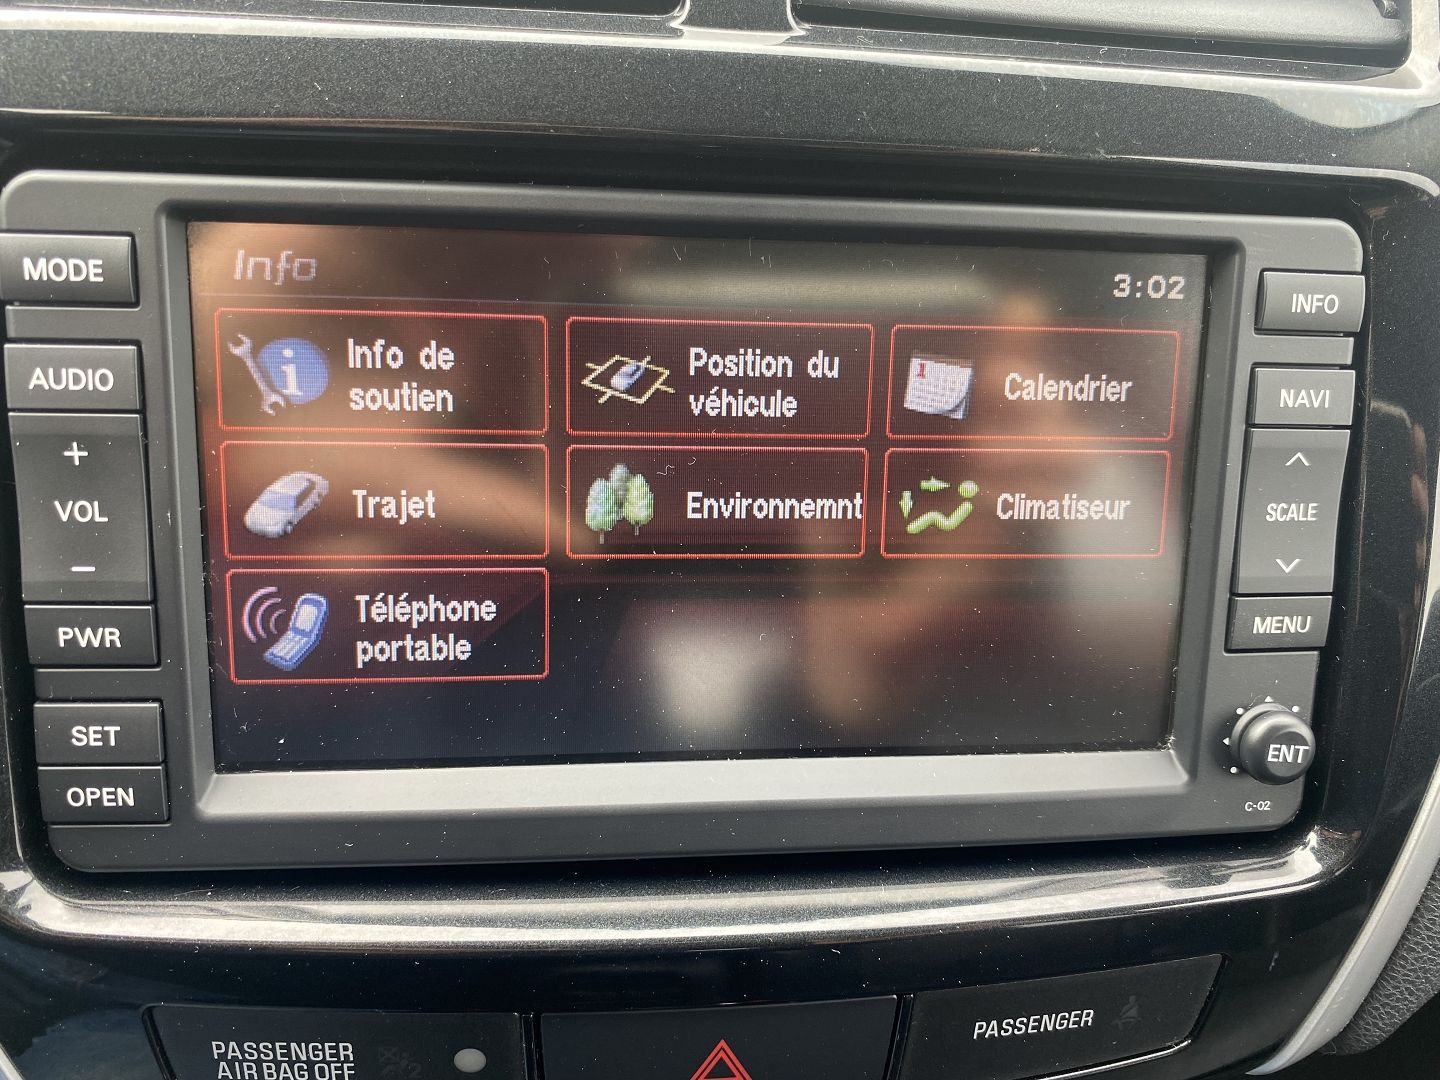 MODE
AUDIO
+
VOL
−
PWR
SET
OPEN
Info
3:02
Info de
soutien
Position du
véhicule
1
Calendrier
Trajet
Environnemnt
Climatiseur
Téléphone
portable
INFO
NAVI
SCALE
MENU
ENT
C-02
PASSENGER
AIR BAG OFF
PASSENGER